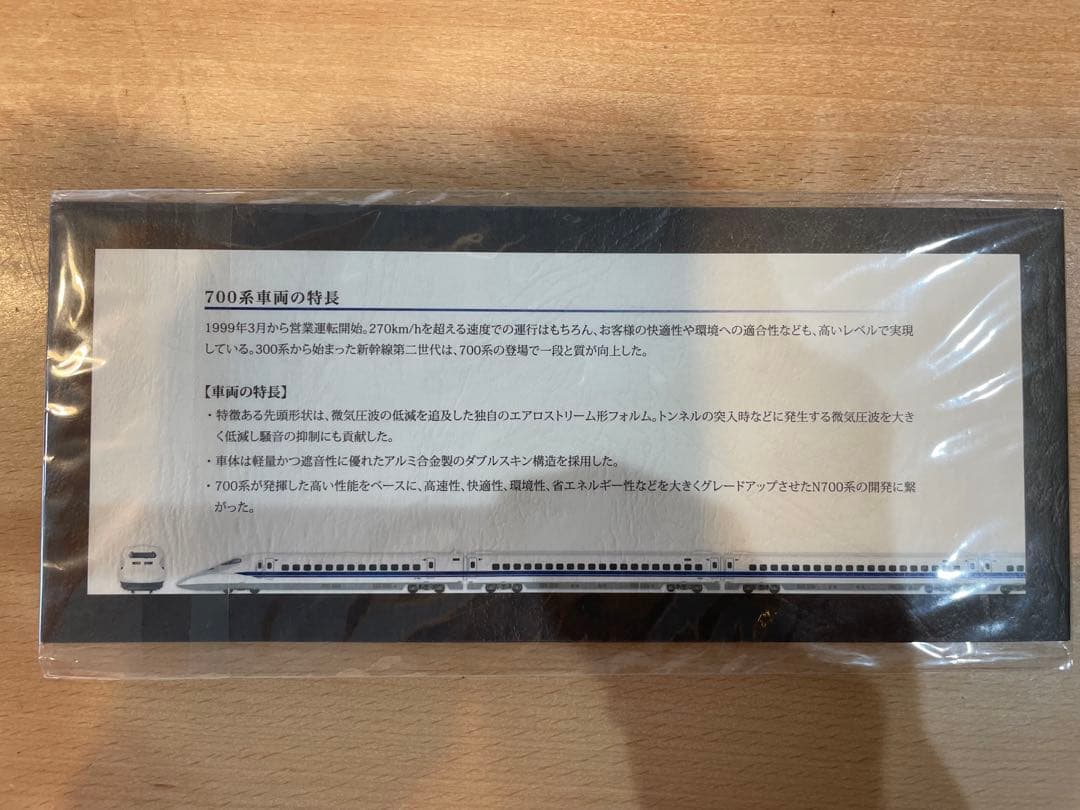 700系車両の特長
1999年3月から営業運転開始。270km/hを超える速度での運行はもちろん、お客様の快適性や環境への適合性なども、高いレベルで実現
している。300系から始まった新幹線第二世代は、700系の登場で一段と質が向上した。
【車両の特長】
・特徴ある先頭形状は、微気圧波の低減を追及した独自のエアロストリーム形フォルム。トンネルの突入時などに発生する微気圧波を大き
く低減し騒音の抑制にも貢献した。
・車体は軽量かつ遮音性に優れたアルミ合金製のダブルスキン構造を採用した。
・700系が発揮した高い性能をベースに、高速性、快適性、環境性、省エネルギー性などを大きくグレードアップさせたN700系の開発に繋
がった。